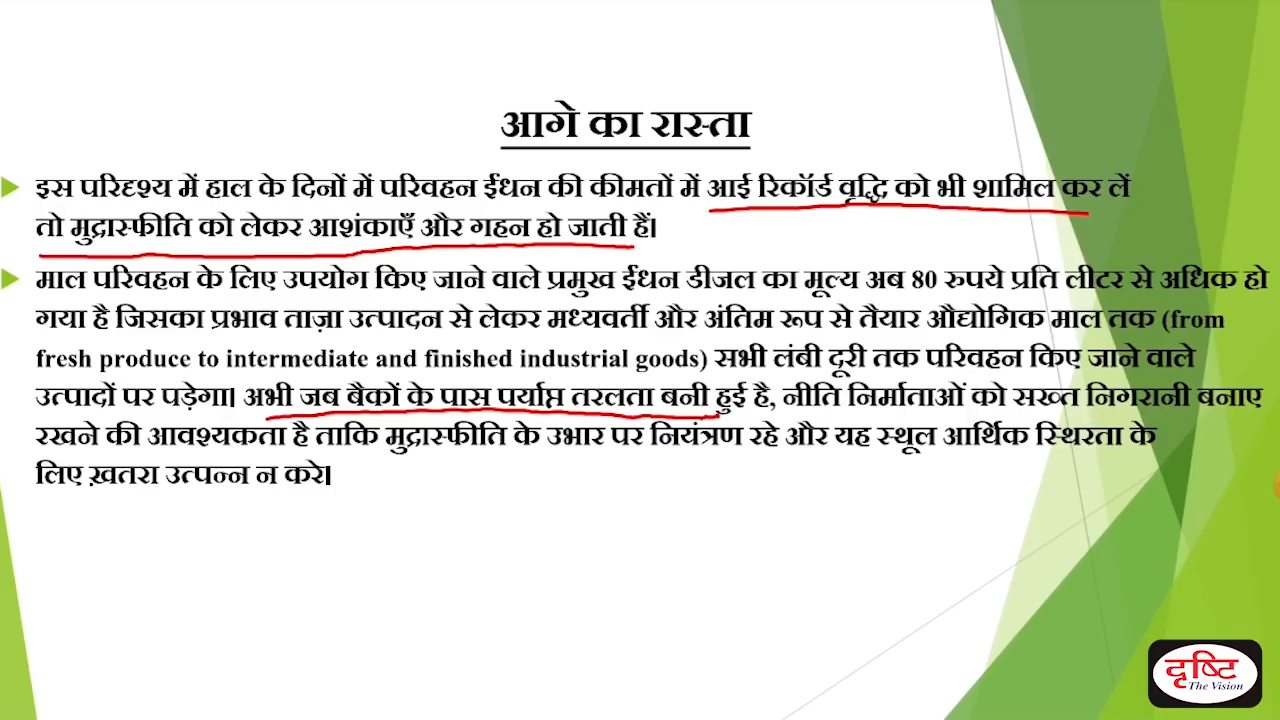 आगे का रास्ता
इस परिदृश्य में हाल के दिनों में परिवहन ईंधन की कीमतों में आई रिकॉर्ड वृद्धि को भी शामिल कर लें
तो मुद्रास्फीति को लेकर आशंकाएँ और गहन हो जाती हैं।
माल परिवहन के लिए उपयोग किए जाने वाले प्रमुख ईंधन डीजल का मूल्य अब 80 रुपये प्रति लीटर से अधिक हो
गया है जिसका प्रभाव ताज़ा उत्पादन से लेकर मध्यवर्ती और अंतिम रूप से तैयार औद्योगिक माल तक (from
fresh produce to intermediate and finished industrial goods) सभी लंबी दूरी तक परिवहन किए जाने वाले
उत्पादों पर पड़ेगा। अभी जब बैकों के पास पर्याप्त तरलता बनी हुई है, नीति निर्माताओं को सख्त निगरानी बनाए
रखने की आवश्यकता है ताकि मुद्रास्फीति के उभार पर नियंत्रण रहे और यह स्थूल आर्थिक स्थिरता के
लिए ख़तरा उत्पन्न न करे।
दृष्टि
The Vision